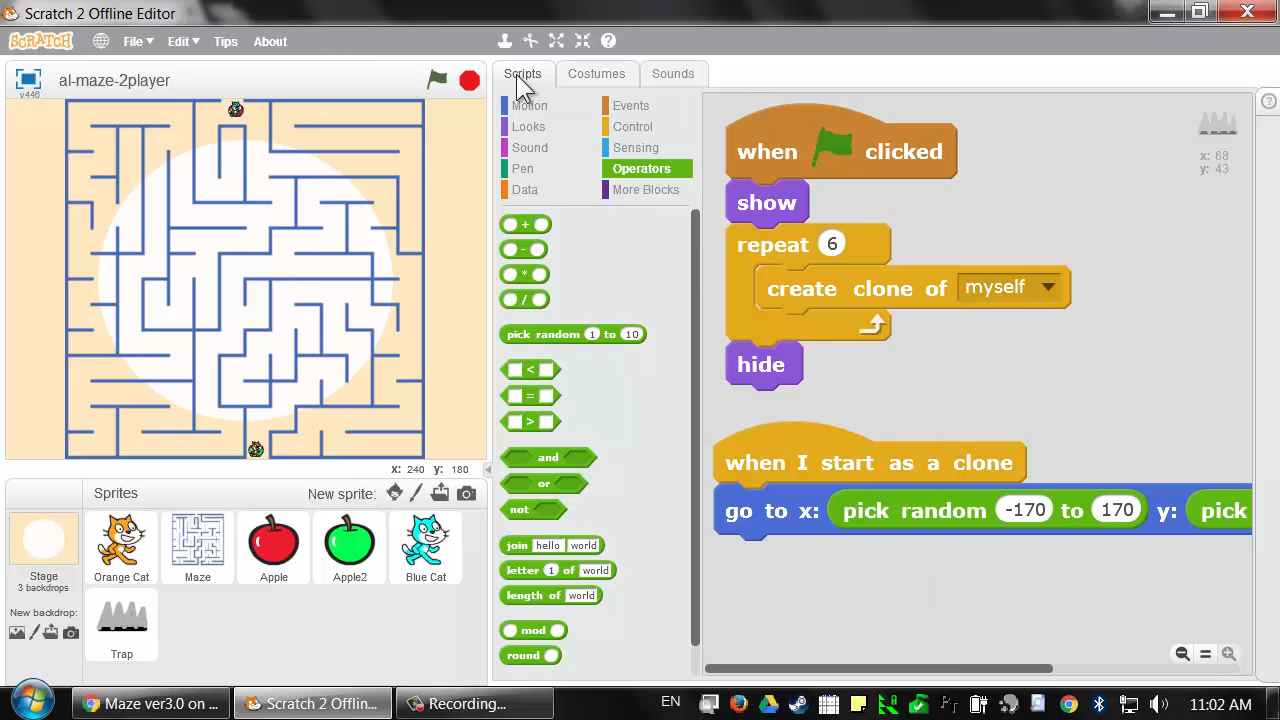 Scratch 2 Offline Editor
SCRATCH File Edit Tips About
v446 al-maze-2player
Scripts Costumes Sounds
Motion Events
Looks Control
Sound Sensing
Pen Operators
Data More Blocks
+
-
*
/
pick random 1 to 10
<
=
>
and
or
not
join hello world
letter 1 of world
length of world
mod
round
when clicked
show
repeat 6
create clone of myself
hide
when I start as a clone
go to x: pick random -170 to 170 y: pick
x: 68
y: 43
x: 240 y: 180
Sprites New sprite:
Stage
3 backdrops
New backdrop:
Orange Cat Maze Apple Apple2 Blue Cat
Trap
Maze ver3.0 on ... Scratch 2 Offlin... Recording... EN 11:02 AM